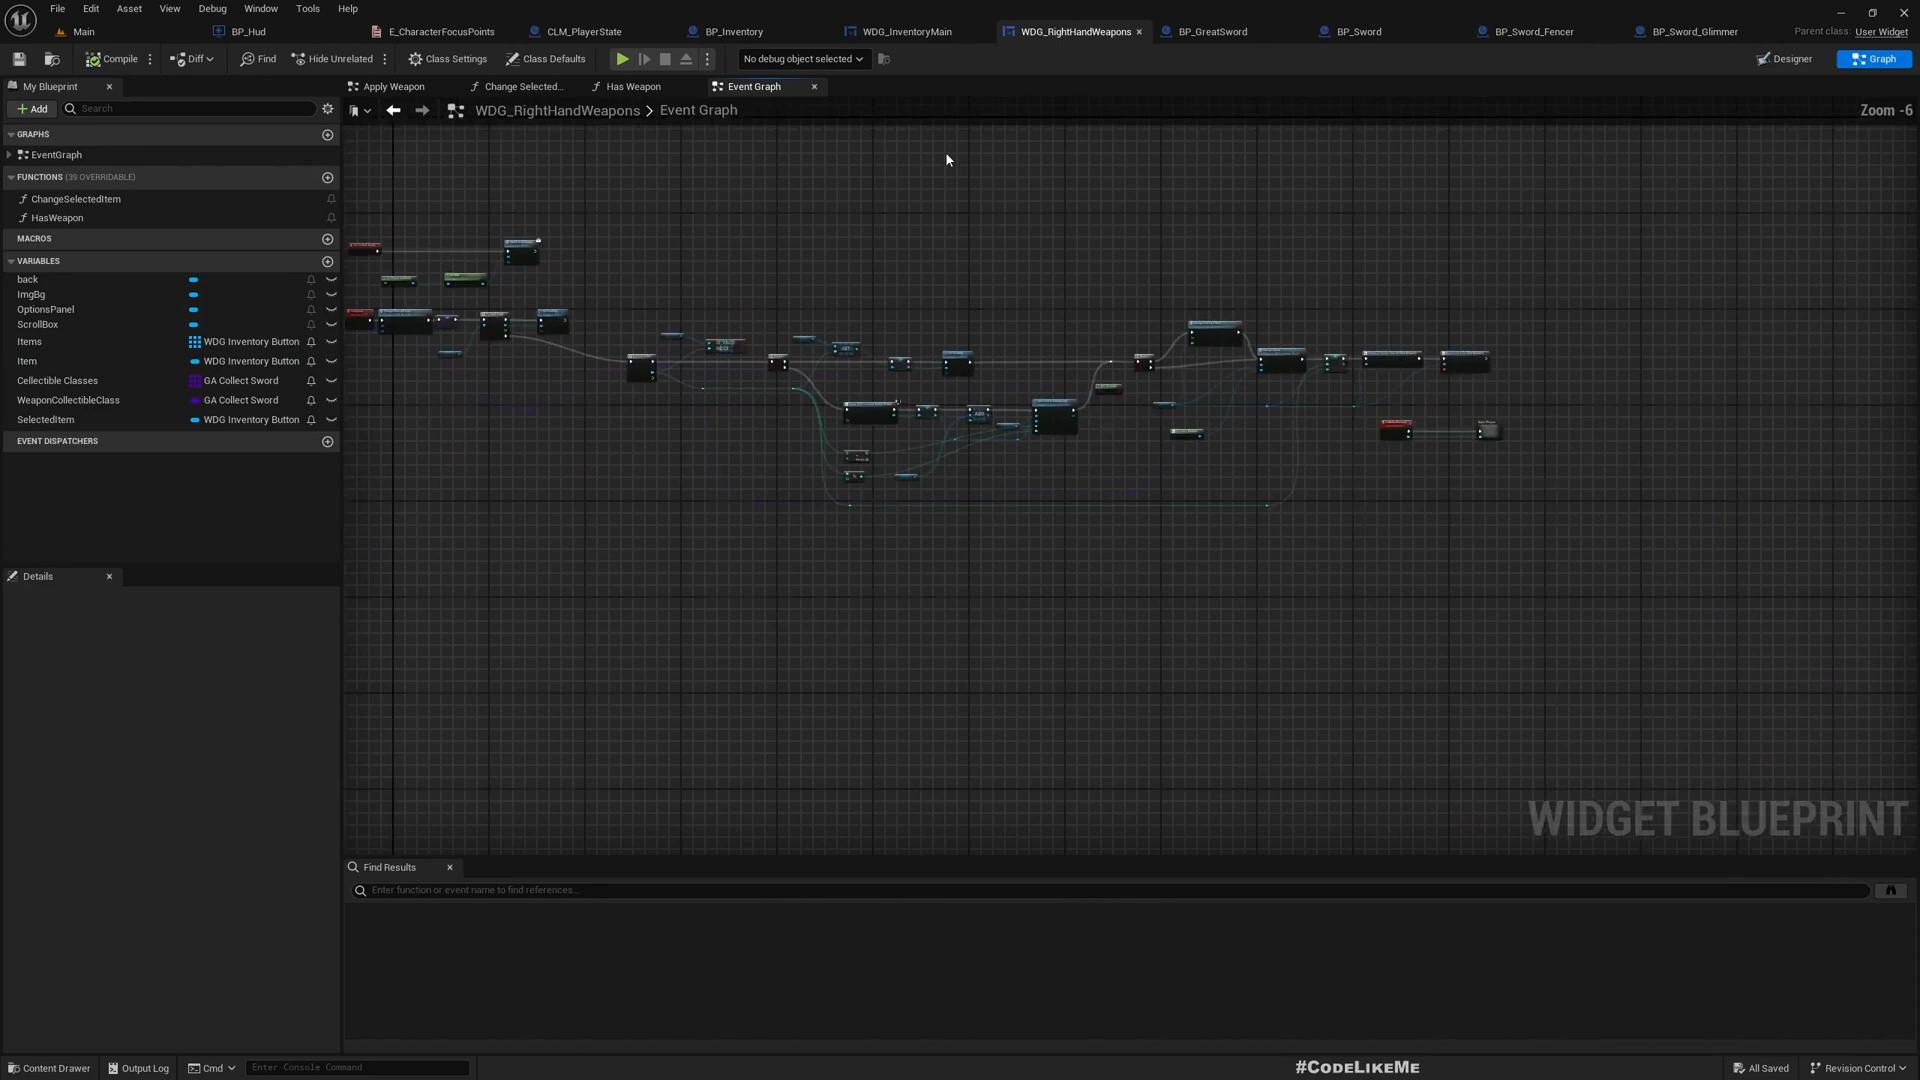 File Edit Asset View Debug Window Tools Help
Main BP_Hud E_CharacterFocusPoints CLM_PlayerState BP_Inventory WDG_InventoryMain WDG_RightHandWeapons BP_GreatSword BP_Sword BP_Sword_Fencer BP_Sword_Glimmer Parent class: User Widget
Compile Diff Find Hide Unrelated Class Settings Class Defaults No debug object selected Designer Graph
My Blueprint Apply Weapon Change Selected... Has Weapon Event Graph
Add Search WDG_RightHandWeapons > Event Graph Zoom -6
GRAPHS
EventGraph
FUNCTIONS (39 OVERRIDABLE)
ChangeSelectedItem
HasWeapon
MACROS
VARIABLES
back
ImgBg
OptionsPanel
ScrollBox
Items WDG Inventory Button
Item WDG Inventory Button
Cellectible Classes GA Collect Sword
WeaponCollectibleClass GA Collect Sword
SelectedItem WDG Inventory Button
EVENT DISPATCHERS
Details
WIDGET BLUEPRINT
Find Results
Enter function or event name to find references...
Content Drawer Output Log Cmd Enter Console Command #CODELIKEME All Saved Revision Control